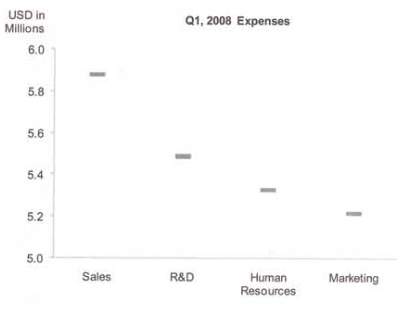 USD in
Millions
Q1, 2008 Expenses
6.0
5.8
5.6
5.4
5.2
5.0
Sales
R&D
Human
Resources
Marketing